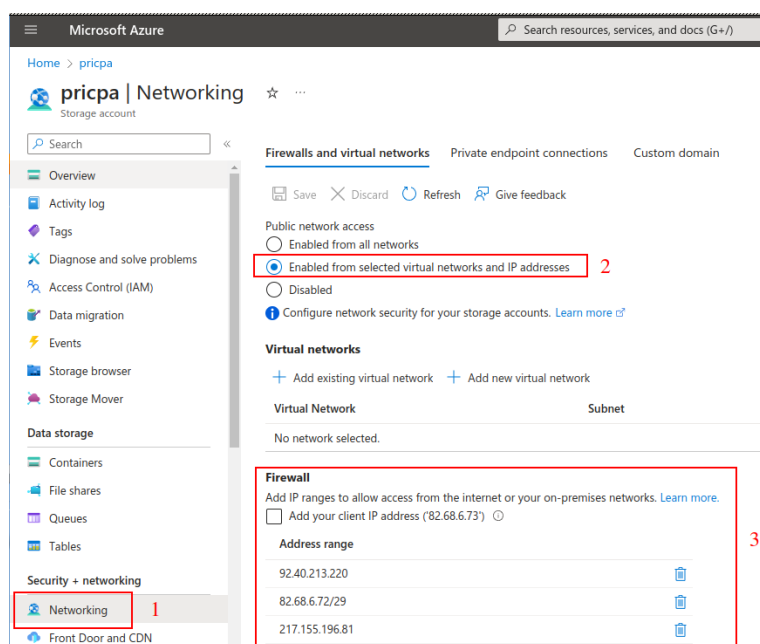 Microsoft Azure
Search resources, services, and docs (G+/)
Home > pricpa
pricpa | Networking
Storage account
Search
Overview
Activity log
Tags
Diagnose and solve problems
Access Control (IAM)
Data migration
Events
Storage browser
Storage Mover
Data storage
Containers
File shares
Queues
Tables
Security + networking
Networking
1
Front Door and CDN
Firewalls and virtual networks Private endpoint connections Custom domain
Save Discard Refresh Give feedback
Public network access
Enabled from all networks
Enabled from selected virtual networks and IP addresses
2
Disabled
Configure network security for your storage accounts. Learn more
Virtual networks
+ Add existing virtual network + Add new virtual network
Virtual Network Subnet
No network selected.
Firewall
Add IP ranges to allow access from the internet or your on-premises networks. Learn more.
Add your client IP address ('82.68.6.73')
Address range
3
92.40.213.220
82.68.6.72/29
217.155.196.81